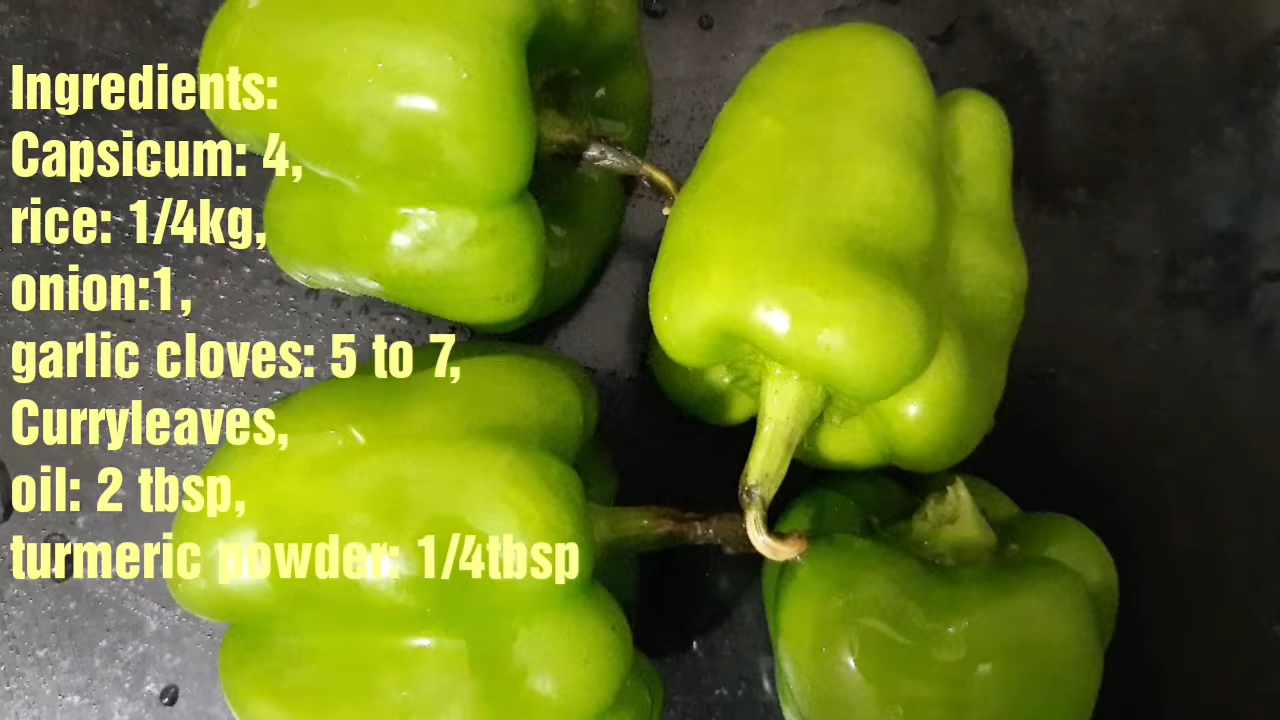 Ingredients:
Capsicum: 4,
rice: 1/4kg,
onion:1,
garlic cloves: 5 to 7,
Curryleaves,
oil: 2 tbsp,
turmeric powder: 1/4tbsp